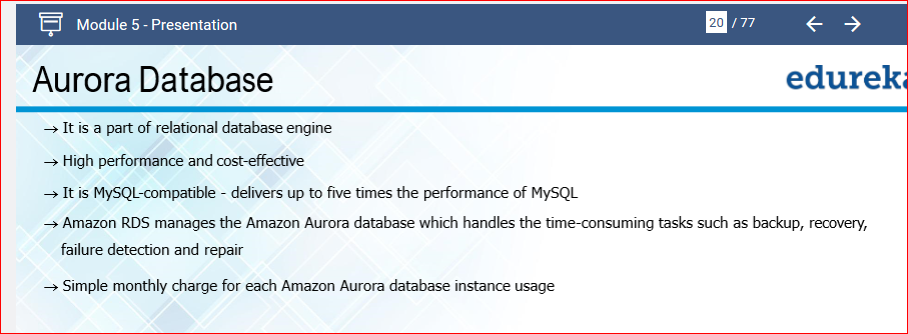 Module 5 - Presentation
20 / 77
Aurora Database
→ It is a part of relational database engine
→ High performance and cost-effective
→ It is MySQL-compatible - delivers up to five times the performance of MySQL
→ Amazon RDS manages the Amazon Aurora database which handles the time-consuming tasks such as backup, recovery,
failure detection and repair
→ Simple monthly charge for each Amazon Aurora database instance usage